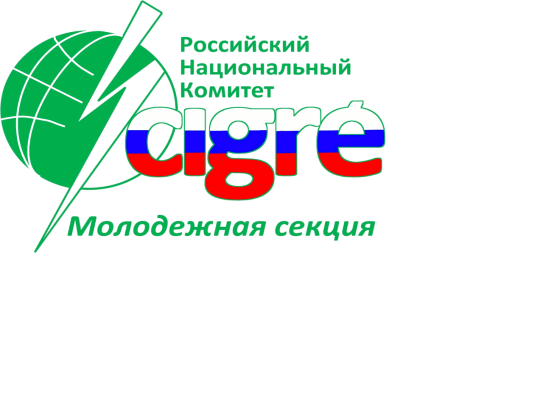 Российский
Национальный
Комитет
cigré
Молодежная секция